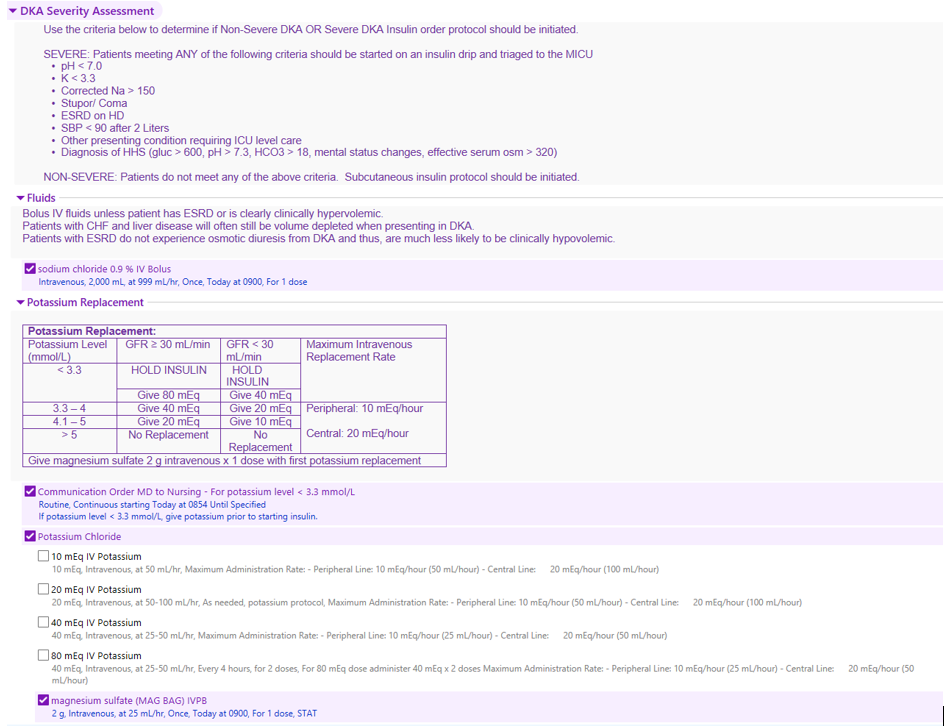 DKA Severity Assessment
Use the criteria below to determine if Non-Severe DKA OR Severe DKA Insulin order protocol should be initiated.
SEVERE: Patients meeting ANY of the following criteria should be started on an insulin drip and triaged to the MICU
• pH < 7.0
• K < 3.3
• Corrected Na > 150
• Stupor/ Coma
• ESRD on HD
• SBP < 90 after 2 Liters
• Other presenting condition requiring ICU level care
• Diagnosis of HHS (gluc > 600, pH > 7.3, HCO3 > 18, mental status changes, effective serum osm > 320)
NON-SEVERE: Patients do not meet any of the above criteria. Subcutaneous insulin protocol should be initiated.
Fluids
Bolus IV fluids unless patient has ESRD or is clearly clinically hypervolemic.
Patients with CHF and liver disease will often still be volume depleted when presenting in DKA.
Patients with ESRD do not experience osmotic diuresis from DKA and thus, are much less likely to be clinically hypovolemic.
sodium chloride 0.9 % IV Bolus
Intravenous, 2,000 mL, at 999 mL/hr, Once, Today at 0900, For 1 dose
Potassium Replacement
Potassium Replacement:
Potassium Level (mmol/L) GFR ≥ 30 mL/min GFR < 30 mL/min Maximum Intravenous Replacement Rate
< 3.3 HOLD INSULIN HOLD INSULIN
Give 80 mEq Give 40 mEq
3.3 – 4 Give 40 mEq Give 20 mEq Peripheral: 10 mEq/hour
4.1 – 5 Give 20 mEq Give 10 mEq
> 5 No Replacement No Replacement Central: 20 mEq/hour
Give magnesium sulfate 2 g intravenous x 1 dose with first potassium replacement
Communication Order MD to Nursing - For potassium level < 3.3 mmol/L
Routine, Continuous starting Today at 0854 Until Specified
If potassium level < 3.3 mmol/L, give potassium prior to starting insulin.
Potassium Chloride
10 mEq IV Potassium
10 mEq, Intravenous, at 50 mL/hr, Maximum Administration Rate: - Peripheral Line: 10 mEq/hour (50 mL/hour) - Central Line: 20 mEq/hour (100 mL/hour)
20 mEq IV Potassium
20 mEq, Intravenous, at 50-100 mL/hr, As needed, potassium protocol, Maximum Administration Rate: - Peripheral Line: 10 mEq/hour (50 mL/hour) - Central Line: 20 mEq/hour (100 mL/hour)
40 mEq IV Potassium
40 mEq, Intravenous, at 25-50 mL/hr, Maximum Administration Rate: - Peripheral Line: 10 mEq/hour (25 mL/hour) - Central Line: 20 mEq/hour (50 mL/hour)
80 mEq IV Potassium
40 mEq, Intravenous, at 25-50 mL/hr, Every 4 hours, for 2 doses, For 80 mEq dose administer 40 mEq x 2 doses Maximum Administration Rate: - Peripheral Line: 10 mEq/hour (25 mL/hour) - Central Line: 20 mEq/hour (50
mL/hour)
magnesium sulfate (MAG BAG) IVPB
2 g, Intravenous, at 25 mL/hr, Once, Today at 0900, For 1 dose, STAT